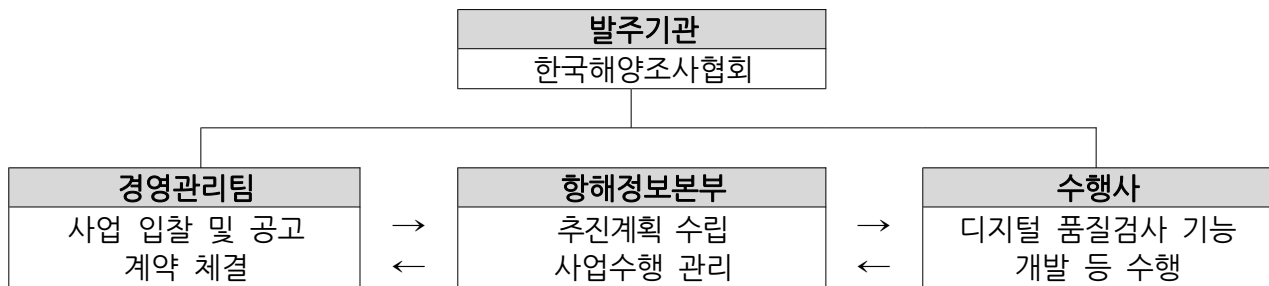 발주기관
한국해양조사협회
경영관리팀
사업 입찰 및 공고
계약 체결
→
←
항해정보본부
추진계획 수립
사업수행 관리
→
←
수행사
디지털 품질검사 기능
개발 등 수행